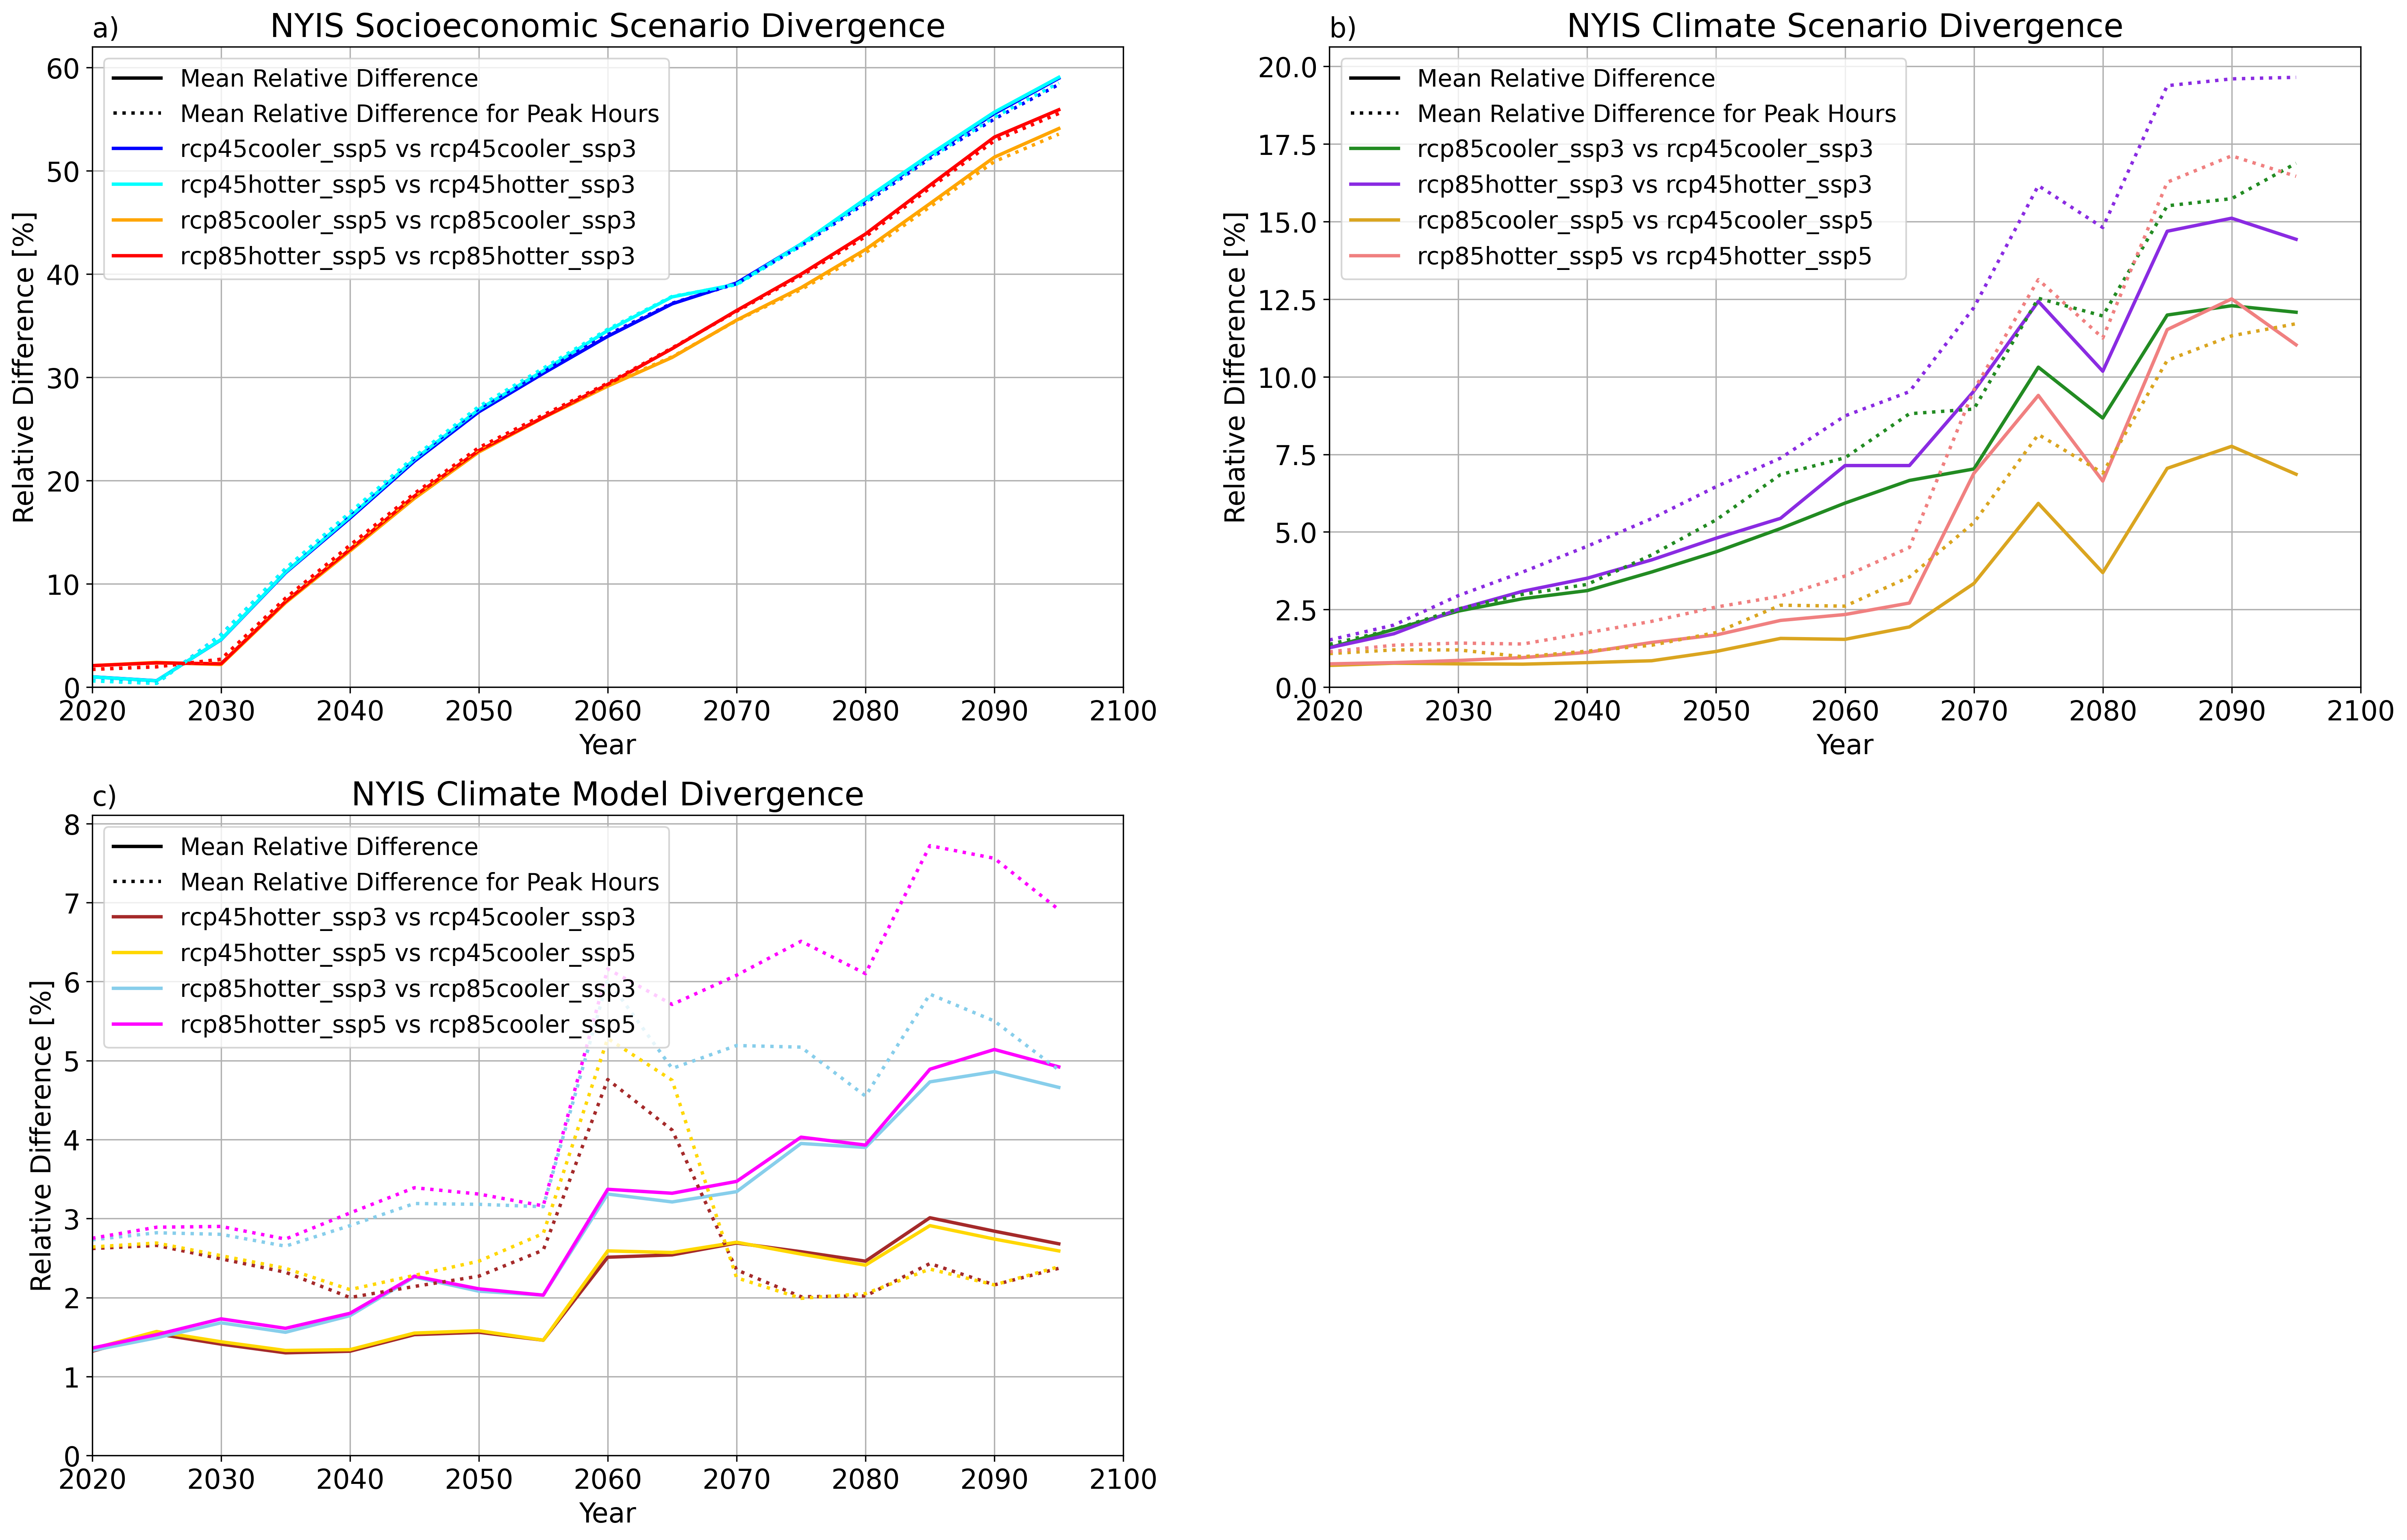 a)
NYIS Socioeconomic Scenario Divergence
60
50
40
30
20
10
0
Relative Difference [%]
Mean Relative Difference
Mean Relative Difference for Peak Hours
rcp45cooler_ssp5 vs rcp45cooler_ssp3
rcp45hotter_ssp5 vs rcp45hotter_ssp3
rcp85cooler_ssp5 vs rcp85cooler_ssp3
rcp85hotter_ssp5 vs rcp85hotter_ssp3
2020 2030 2040 2050 2060 2070 2080 2090 2100
Year
b)
NYIS Climate Scenario Divergence
20.0
17.5
15.0
12.5
10.0
7.5
5.0
2.5
0.0
Relative Difference [%]
Mean Relative Difference
Mean Relative Difference for Peak Hours
rcp85cooler_ssp3 vs rcp45cooler_ssp3
rcp85hotter_ssp3 vs rcp45hotter_ssp3
rcp85cooler_ssp5 vs rcp45cooler_ssp5
rcp85hotter_ssp5 vs rcp45hotter_ssp5
2020 2030 2040 2050 2060 2070 2080 2090 2100
Year
c)
NYIS Climate Model Divergence
8
7
6
5
4
3
2
1
0
Relative Difference [%]
Mean Relative Difference
Mean Relative Difference for Peak Hours
rcp45hotter_ssp3 vs rcp45cooler_ssp3
rcp45hotter_ssp5 vs rcp45cooler_ssp5
rcp85hotter_ssp3 vs rcp85cooler_ssp3
rcp85hotter_ssp5 vs rcp85cooler_ssp5
2020 2030 2040 2050 2060 2070 2080 2090 2100
Year